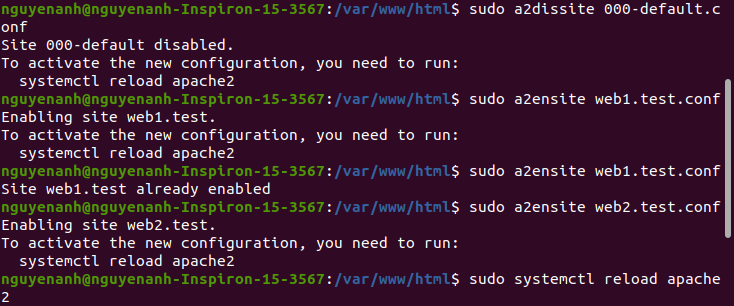 nguyenanh@nguyenanh-Inspiron-15-3567:/var/www/html$ sudo a2dissite 000-default.c
onf
Site 000-default disabled.
To activate the new configuration, you need to run:
  systemctl reload apache2
nguyenanh@nguyenanh-Inspiron-15-3567:/var/www/html$ sudo a2ensite web1.test.conf
Enabling site web1.test.
To activate the new configuration, you need to run:
  systemctl reload apache2
nguyenanh@nguyenanh-Inspiron-15-3567:/var/www/html$ sudo a2ensite web1.test.conf
Site web1.test already enabled
nguyenanh@nguyenanh-Inspiron-15-3567:/var/www/html$ sudo a2ensite web2.test.conf
Enabling site web2.test.
To activate the new configuration, you need to run:
  systemctl reload apache2
nguyenanh@nguyenanh-Inspiron-15-3567:/var/www/html$ sudo systemctl reload apache
2